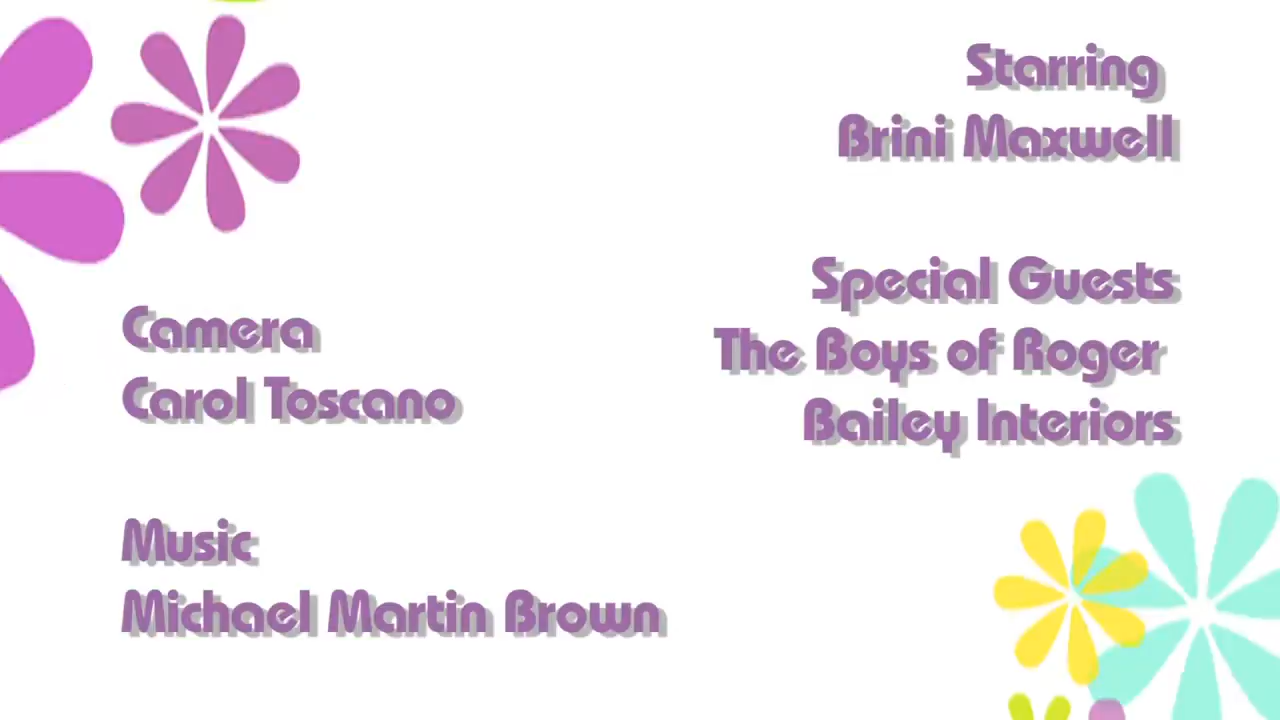 Starring
Brini Maxwell
Special Guests
The Boys of Roger
Bailey Interiors
Camera
Carol Toscano
Music
Michael Martin Brown